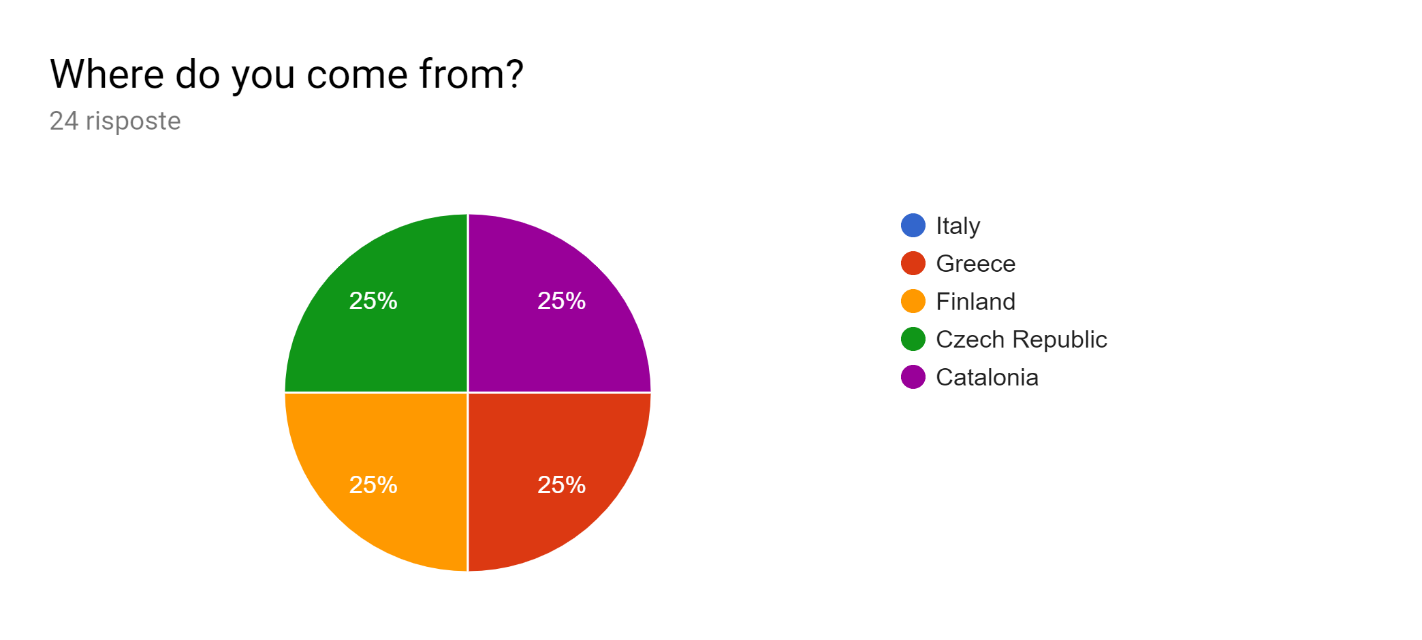 Where do you come from?
24 risposte
25%
25%
25%
25%
Italy
Greece
Finland
Czech Republic
Catalonia